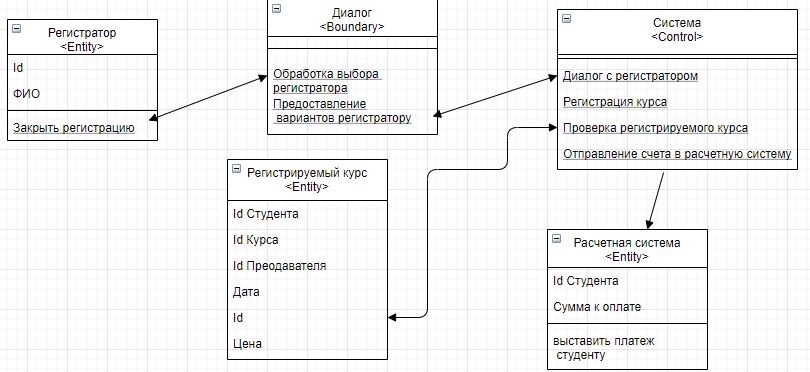 Регистратор
<Entity>
Id
ФИО
Закрыть регистрацию
Диалог
<Boundary>
Обработка выбора
регистратора
Предоставление
вариантов регистратору
Система
<Control>
Диалог с регистратором
Регистрация курса
Проверка регистрируемого курса
Отправление счета в расчетную систему
Регистрируемый курс
<Entity>
Id Студента
Id Курса
Id Преодавателя
Дата
Id
Цена
Расчетная система
<Entity>
Id Студента
Сумма к оплате
выставить платеж
студенту